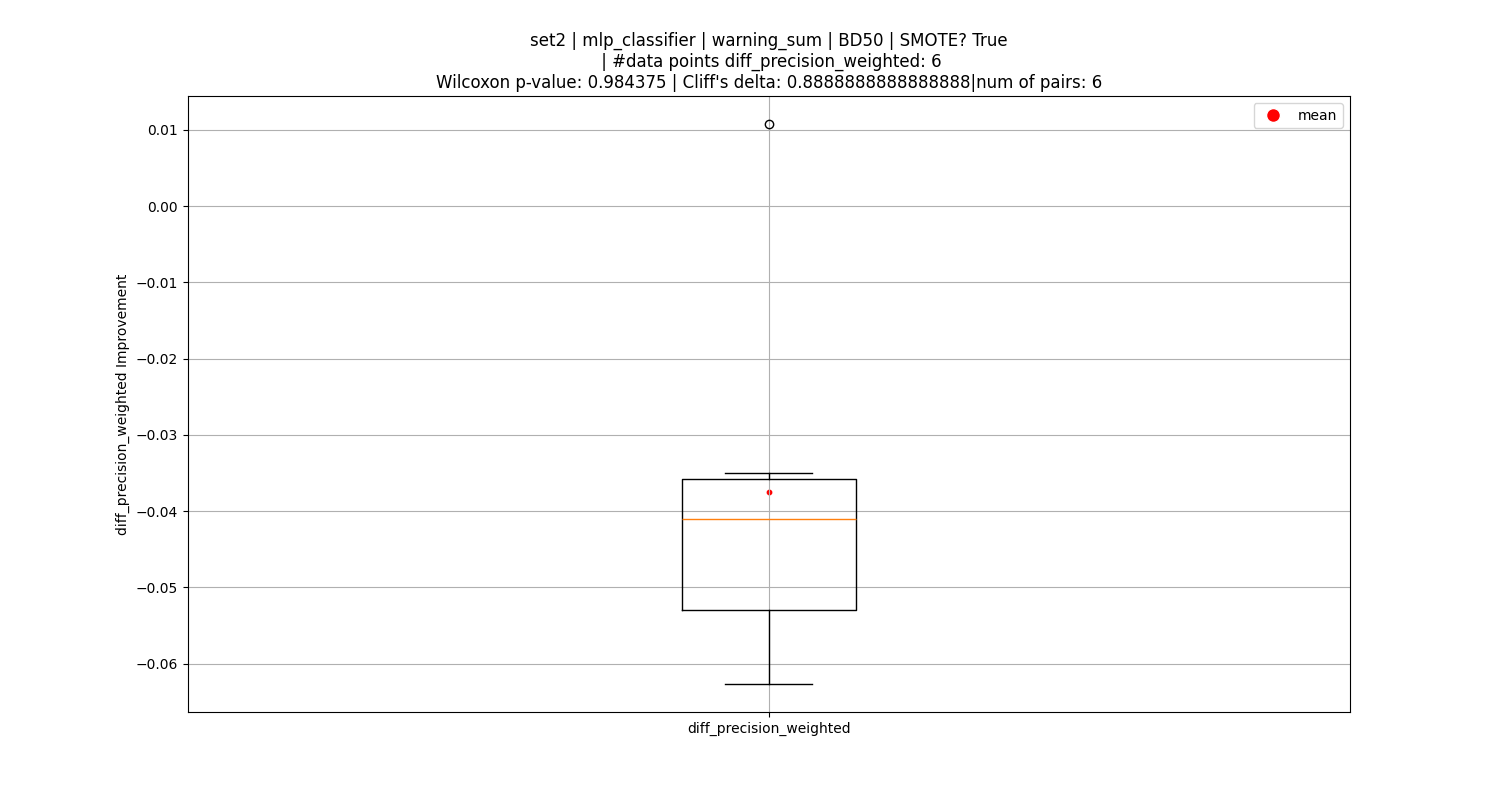 set2 | mlp_classifier | warning_sum | BD50 | SMOTE? True
| #data points diff_precision_weighted: 6
Wilcoxon p-value: 0.984375 | Cliff's delta: 0.8888888888888888|num of pairs: 6
mean
0.01
0.00
−0.01
−0.02
−0.03
−0.04
−0.05
−0.06
diff_precision_weighted Improvement
diff_precision_weighted